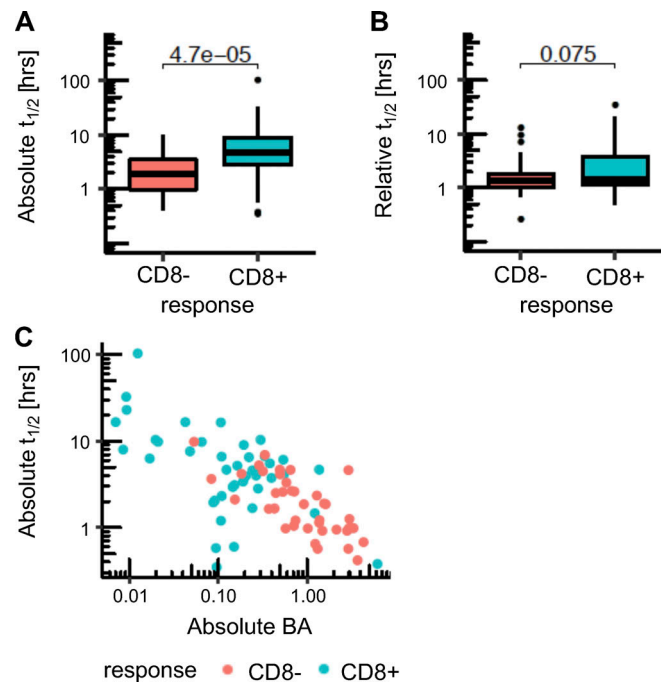 A
Absolute t1/2 [hrs]
4.7e−05
100
10
1
CD8- CD8+
response
B
Relative t1/2 [hrs]
0.075
100
10
1
CD8- CD8+
response
C
Absolute t1/2 [hrs]
100
10
1
0.01 0.10 1.00
Absolute BA
response CD8- CD8+